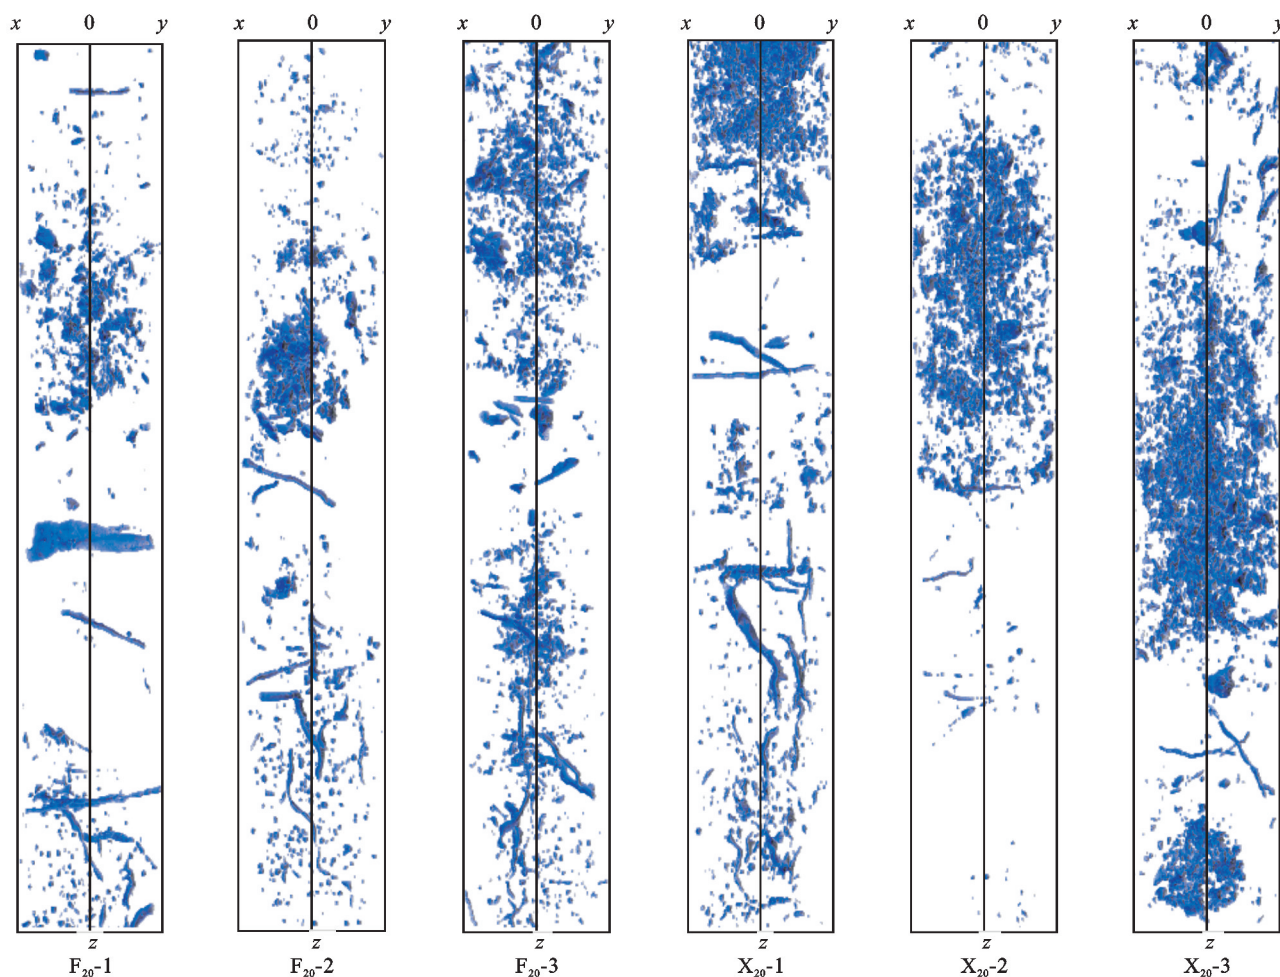 x 0 y x 0 y x 0 y x 0 y x 0 y x 0 y
z z z z z z
F₂₀-1 F₂₀-2 F₂₀-3 X₂₀-1 X₂₀-2 X₂₀-3